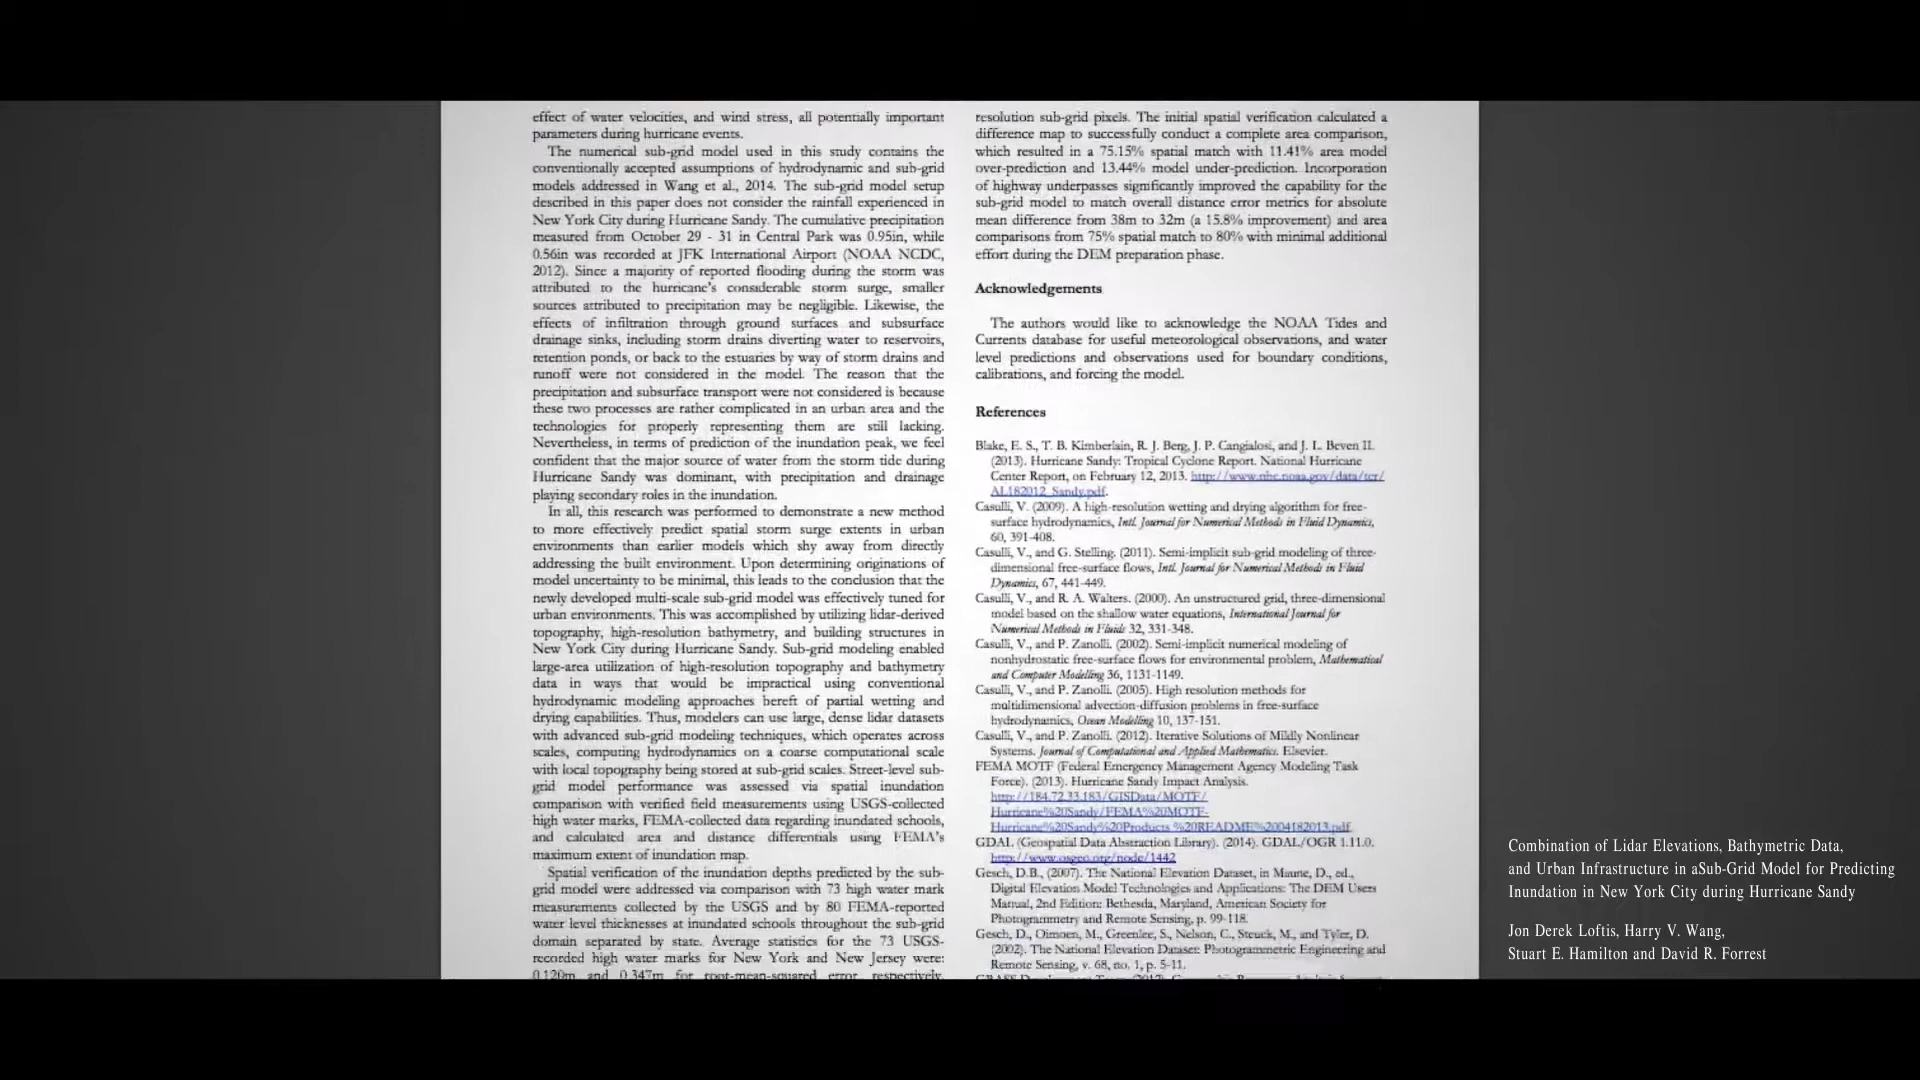 effect of water velocities, and wind stress, all potentially important
parameters during hurricane events.
The numerical sub-grid model used in this study contains the
conventionally accepted assumptions of hydrodynamic and sub-grid
models addressed in Wang et al., 2014. The sub-grid model setup
described in this paper does not consider the rainfall experienced in
New York City during Hurricane Sandy. The cumulative precipitation
measured from October 29 - 31 in Central Park was 0.95in, while
0.56in was recorded at JFK International Airport (NOAA NCDC,
2012). Since a majority of reported flooding during the storm was
attributed to the hurricane's considerable storm surge, smaller
sources attributed to precipitation may be negligible. Likewise, the
effects of infiltration through ground surfaces and subsurface
drainage sinks, including storm drains diverting water to reservoirs,
retention ponds, or back to the estuaries by way of storm drains and
runoff were not considered in the model. The reason that the
precipitation and subsurface transport were not considered is because
these two processes are rather complicated in an urban area and the
technologies for properly representing them are still lacking.
Nevertheless, in terms of prediction of the inundation peak, we feel
confident that the major source of water from the storm tide during
Hurricane Sandy was dominant, with precipitation and drainage
playing secondary roles in the inundation.
In all, this research was performed to demonstrate a new method
to more effectively predict spatial storm surge extents in urban
environments than earlier models which shy away from directly
addressing the built environment. Upon determining originations of
model uncertainty to be minimal, this leads to the conclusion that the
newly developed multi-scale sub-grid model was effectively tuned for
urban environments. This was accomplished by utilizing lidar-derived
topography, high-resolution bathymetry, and building structures in
New York City during Hurricane Sandy. Sub-grid modeling enabled
large-area utilization of high-resolution topography and bathymetry
data in ways that would be impractical using conventional
hydrodynamic modeling approaches bereft of partial wetting and
drying capabilities. Thus, modelers can use large, dense lidar datasets
with advanced sub-grid modeling techniques, which operates across
scales, computing hydrodynamics on a coarse computational scale
with local topography being stored at sub-grid scales. Street-level sub-
grid model performance was assessed via spatial inundation
comparison with verified field measurements using USGS-collected
high water marks, FEMA-collected data regarding inundated schools,
and calculated area and distance differentials using FEMA's
maximum extent of inundation map.
Spatial verification of the inundation depths predicted by the sub-
grid model were addressed via comparison with 73 high water mark
measurements collected by the USGS and by 80 FEMA-reported
water level thicknesses at inundated schools throughout the sub-grid
domain separated by state. Average statistics for the 73 USGS-
recorded high water marks for New York and New Jersey were:
0.120m and 0.347m for root-mean-squared error, respectively.
resolution sub-grid pixels. The initial spatial verification calculated a
difference map to successfully conduct a complete area comparison,
which resulted in a 75.15% spatial match with 11.41% area model
over-prediction and 13.44% model under-prediction. Incorporation
of highway underpasses significantly improved the capability for the
sub-grid model to match overall distance error metrics for absolute
mean difference from 38m to 32m (a 15.8% improvement) and area
comparisons from 75% spatial match to 80% with minimal additional
effort during the DEM preparation phase.
Acknowledgements
The authors would like to acknowledge the NOAA Tides and
Currents database for useful meteorological observations, and water
level predictions and observations used for boundary conditions,
calibrations, and forcing the model.
References
Blake, E. S., T. B. Kimberlain, R. J. Berg, J. P. Cangialosi, and J. L. Beven II.
(2013). Hurricane Sandy: Tropical Cyclone Report. National Hurricane
Center Report, on February 12, 2013. http://www.nhc.noaa.gov/data/tcr/
AL182012_Sandy.pdf.
Casulli, V. (2009). A high-resolution wetting and drying algorithm for free-
surface hydrodynamics, Intl. Journal for Numerical Methods in Fluid Dynamics,
60, 391-408.
Casulli, V., and G. Stelling. (2011). Semi-implicit sub-grid modeling of three-
dimensional free-surface flows, Intl. Journal for Numerical Methods in Fluid
Dynamics, 67, 441-449.
Casulli, V., and R. A. Walters. (2000). An unstructured grid, three-dimensional
model based on the shallow water equations, International Journal for
Numerical Methods in Fluids 32, 331-348.
Casulli, V., and P. Zanolli. (2002). Semi-implicit numerical modeling of
nonhydrostatic free-surface flows for environmental problem, Mathematical
and Computer Modelling 36, 1131-1149.
Casulli, V., and P. Zanolli. (2005). High resolution methods for
multidimensional advection-diffusion problems in free-surface
hydrodynamics, Ocean Modelling 10, 137-151.
Casulli, V., and P. Zanolli. (2012). Iterative Solutions of Mildly Nonlinear
Systems. Journal of Computational and Applied Mathematics. Elsevier.
FEMA MOTF (Federal Emergency Management Agency Modeling Task
Force). (2013). Hurricane Sandy Impact Analysis.
http://184.72.33.183/GISData/MOTF/
Hurricane%20Sandy/FEMA%20MOTF-
Hurricane%20Sandy%20Products_%20README%2004182013.pdf
GDAL (Geospatial Data Abstraction Library). (2014). GDAL/OGR 1.11.0.
http://www.osgeo.org/node/1442
Gesch, D.B., (2007). The National Elevation Dataset, in Maune, D., ed.,
Digital Elevation Model Technologies and Applications: The DEM Users
Manual, 2nd Edition: Bethesda, Maryland, American Society for
Photogrammetry and Remote Sensing, p. 99-118.
Gesch, D., Oimoen, M., Greenlee, S., Nelson, C., Steuck, M., and Tyler, D.
(2002). The National Elevation Dataset: Photogrammetric Engineering and
Remote Sensing, v. 68, no. 1, p. 5-11.
Combination of Lidar Elevations, Bathymetric Data,
and Urban Infrastructure in aSub-Grid Model for Predicting
Inundation in New York City during Hurricane Sandy
Jon Derek Loftis, Harry V. Wang,
Stuart E. Hamilton and David R. Forrest